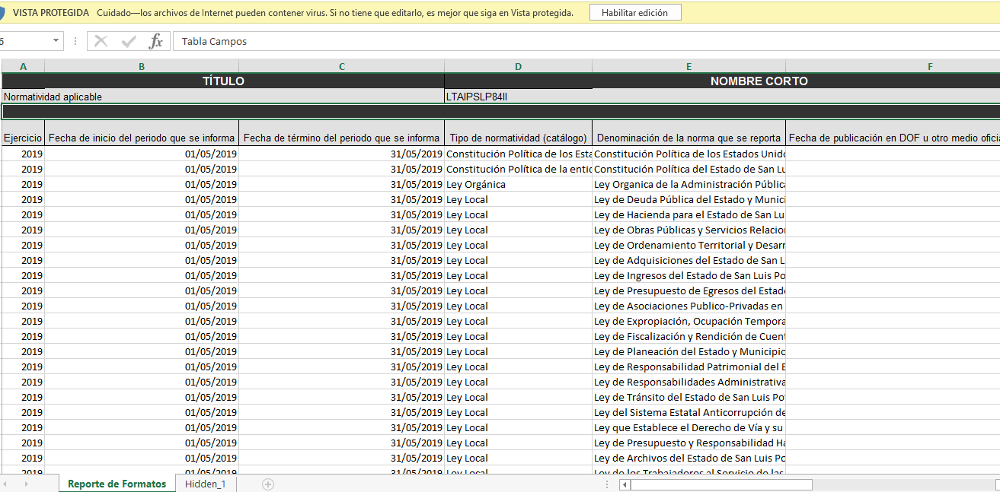 VISTA PROTEGIDA Cuidado—los archivos de Internet pueden contener virus. Si no tiene que editarlo, es mejor que siga en Vista protegida. Habilitar edición
6 fx Tabla Campos
A B C D E F
TÍTULO NOMBRE CORTO
Normatividad aplicable LTAIPSLP84II
Ejercicio Fecha de inicio del periodo que se informa Fecha de término del periodo que se informa Tipo de normatividad (catálogo) Denominación de la norma que se reporta Fecha de publicación en DOF u otro medio ofici
2019 01/05/2019 31/05/2019 Constitución Política de los Esta Constitución Política de los Estados Unido
2019 01/05/2019 31/05/2019 Constitución Política de la entid Constitución Política del Estado de San Lu
2019 01/05/2019 31/05/2019 Ley Orgánica Ley Organica de la Administración Pública
2019 01/05/2019 31/05/2019 Ley Local Ley de Deuda Pública del Estado y Munici
2019 01/05/2019 31/05/2019 Ley Local Ley de Hacienda para el Estado de San Lu
2019 01/05/2019 31/05/2019 Ley Local Ley de Obras Públicas y Servicios Relacion
2019 01/05/2019 31/05/2019 Ley Local Ley de Ordenamiento Territorial y Desarr
2019 01/05/2019 31/05/2019 Ley Local Ley de Adquisiciones del Estado de San L
2019 01/05/2019 31/05/2019 Ley Local Ley de Ingresos del Estado de San Luis Po
2019 01/05/2019 31/05/2019 Ley Local Ley de Presupuesto de Egresos del Estado
2019 01/05/2019 31/05/2019 Ley Local Ley de Asociaciones Publico-Privadas en
2019 01/05/2019 31/05/2019 Ley Local Ley de Expropiación, Ocupación Tempora
2019 01/05/2019 31/05/2019 Ley Local Ley de Fiscalización y Rendición de Cuent
2019 01/05/2019 31/05/2019 Ley Local Ley de Planeación del Estado y Municipio
2019 01/05/2019 31/05/2019 Ley Local Ley de Responsabilidad Patrimonial del E
2019 01/05/2019 31/05/2019 Ley Local Ley de Responsabilidades Administrativa
2019 01/05/2019 31/05/2019 Ley Local Ley de Tránsito del Estado de San Luis Po
2019 01/05/2019 31/05/2019 Ley Local Ley del Sistema Estatal Anticorrupción de
2019 01/05/2019 31/05/2019 Ley Local Ley que Establece el Derecho de Vía y su
2019 01/05/2019 31/05/2019 Ley Local Ley de Presupuesto y Responsabilidad Ha
2019 01/05/2019 31/05/2019 Ley Local Ley de Archivos del Estado de San Luis Po
2019 01/05/2019 31/05/2019 Ley Local Ley de los Trabajadores al Servicio de las
Reporte de Formatos Hidden_1